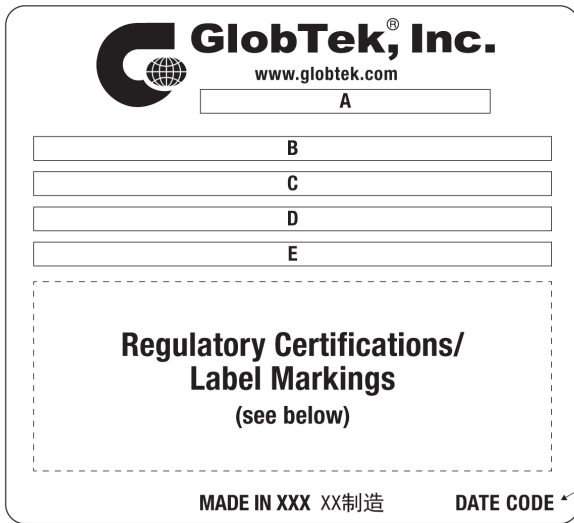 GlobTek,® Inc.
www.globtek.com
A
B
C
D
E
Regulatory Certifications/
Label Markings
(see below)
MADE IN XXX XX制造 DATE CODE